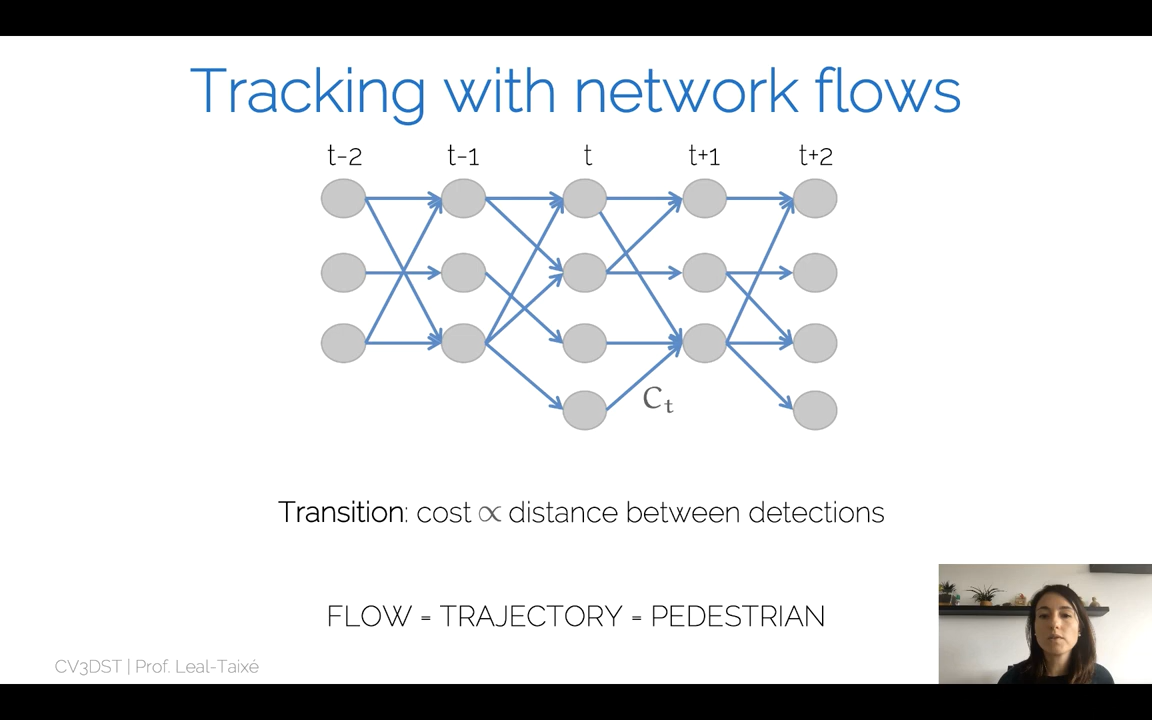 Tracking with network flows
t-2 t-1 t t+1 t+2
Ct
Transition: cost ∝ distance between detections
FLOW = TRAJECTORY = PEDESTRIAN
CV3DST | Prof. Leal-Taixé